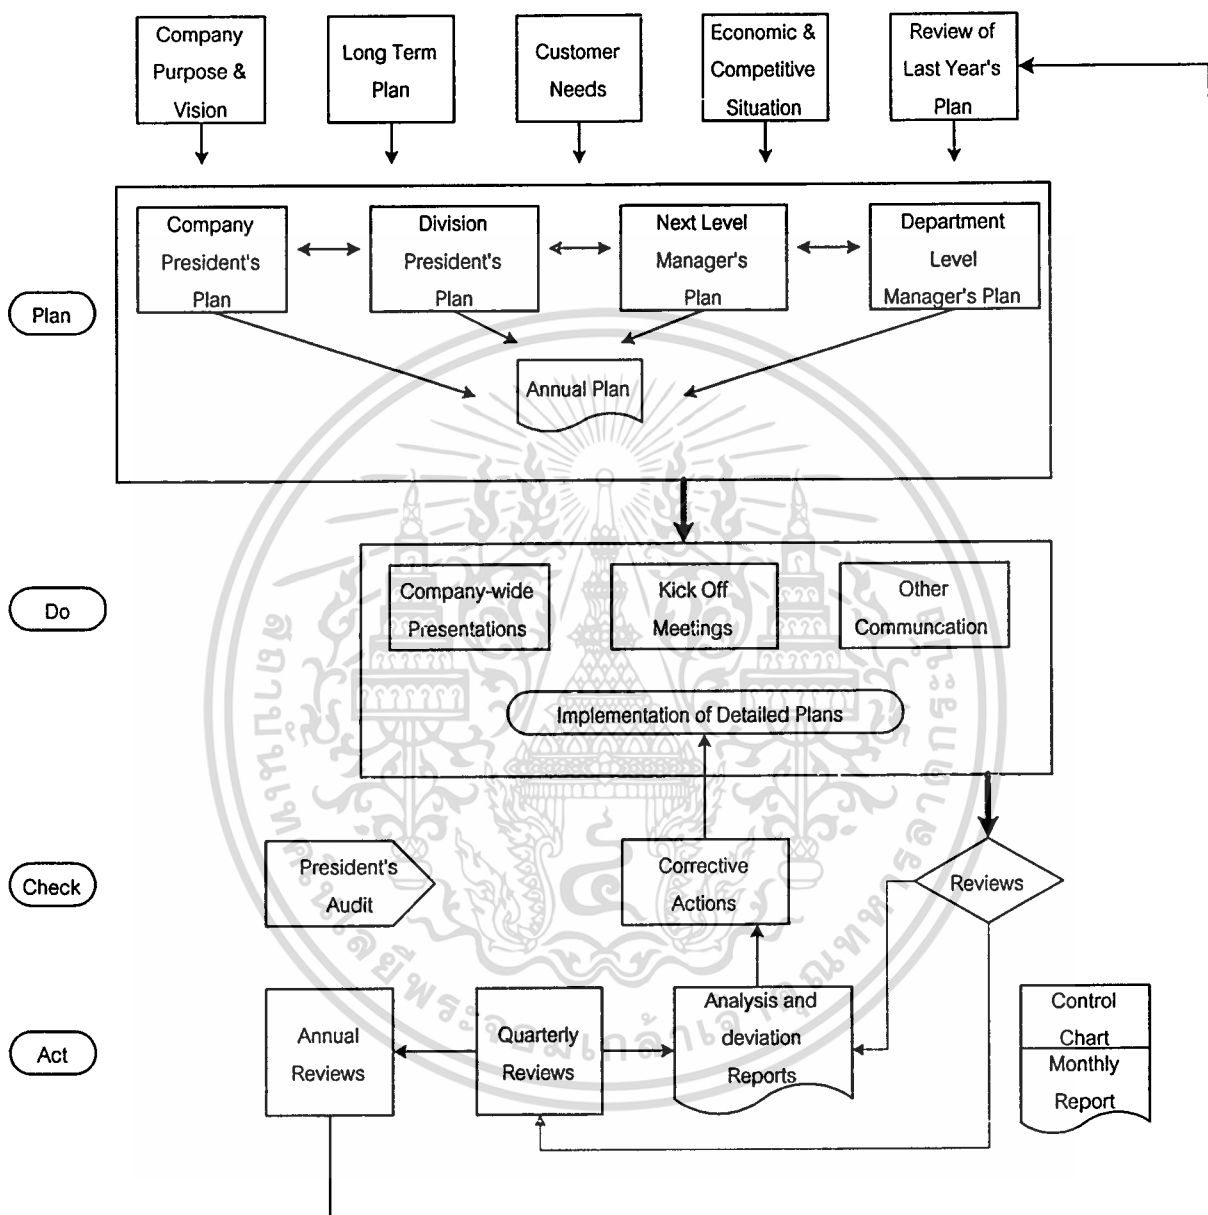 Company
Purpose &
Vision
Long Term
Plan
Customer
Needs
Economic &
Competitive
Situation
Review of
Last Year's
Plan
Plan
Company
President's
Plan
Division
President's
Plan
Next Level
Manager's
Plan
Department
Level
Manager's Plan
Annual Plan
Do
Company-wide
Presentations
Kick Off
Meetings
Other
Communcation
Implementation of Detailed Plans
Check
President's
Audit
Corrective
Actions
Reviews
Act
Annual
Reviews
Quarterly
Reviews
Analysis and
deviation
Reports
Control
Chart
Monthly
Report